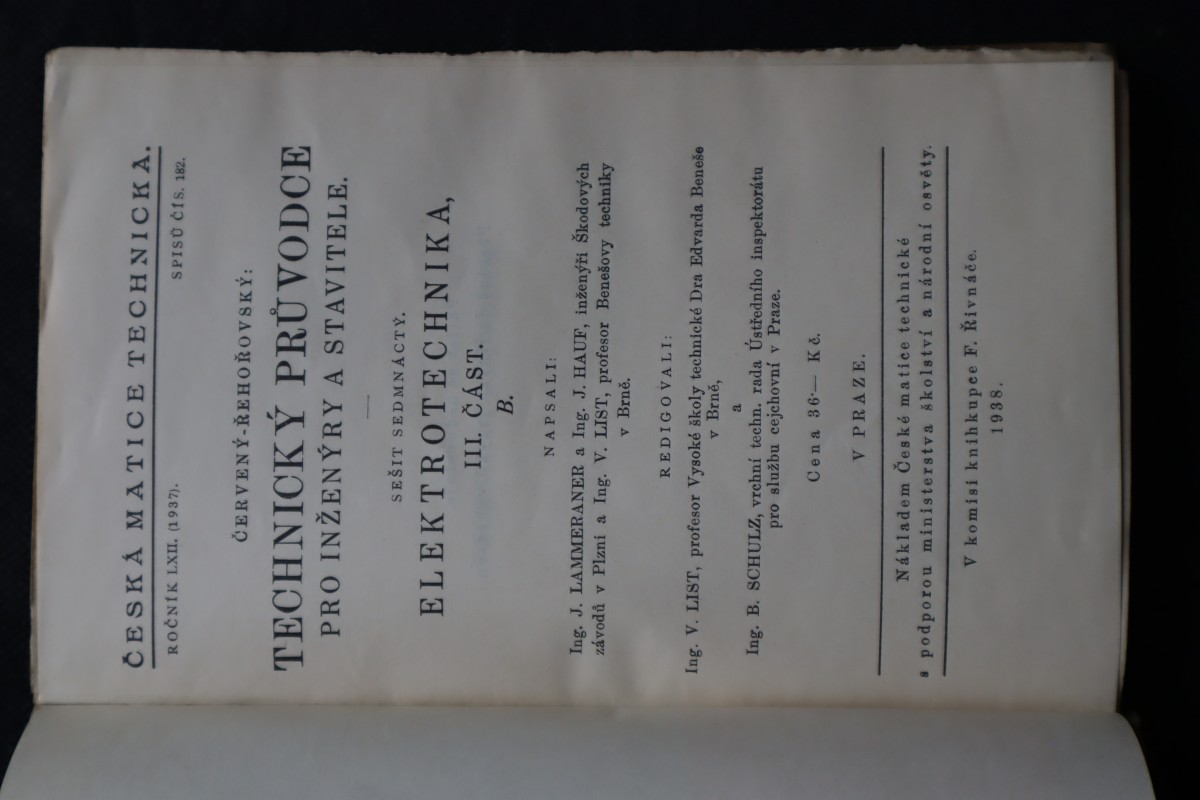 ČESKÁ MATICE TECHNICKÁ.
ROČNÍK LXII. (1937). SPISŮ ČÍS. 182.
ČERVENÝ-ŘEHOŘOVSKÝ:
TECHNICKÝ PRŮVODCE
PRO INŽENÝRY A STAVITELE.
SEŠIT SEDMNÁCTÝ.
ELEKTROTECHNIKA,
III. ČÁST.
B.
NAPSALI:
Ing. J. LAMMERANER a Ing. J. HAUF, inženýři Škodových
závodů v Plzni a Ing. V. LIST, profesor Benešovy techniky
v Brně.
REDIGOVALI:
Ing. V. LIST, profesor Vysoké školy technické Dra Edvarda Beneše
v Brně,
a
Ing. B. SCHULZ, vrchní techn. rada Ústředního inspektorátu
pro službu cejchovní v Praze.
Cena 36·— Kč.
V PRAZE.
Nákladem České matice technické
s podporou ministerstva školství a národní osvěty.
V komisi knihkupce F. Řivnáče.
1938.